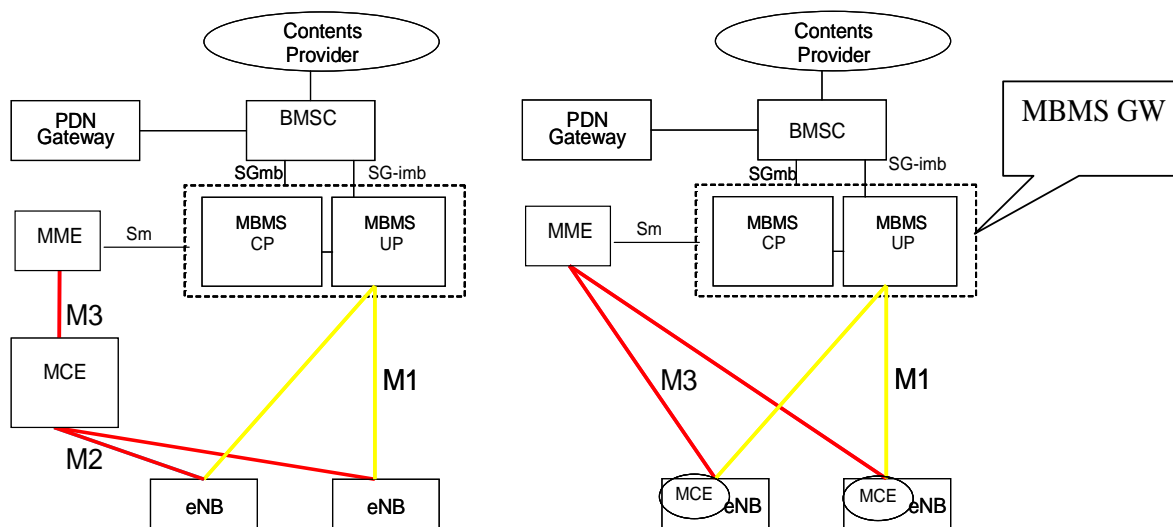 Contents
Provider
PDN
Gateway
BMSC
SGmb
SG-imb
MME
Sm
MBMS
CP
MBMS
UP
M3
MCE
M1
M2
eNB
eNB
Contents
Provider
MBMS GW
PDN
Gateway
BMSC
SGmb
SG-imb
MME
Sm
MBMS
CP
MBMS
UP
M3
M1
MCE
eNB
MCE
eNB